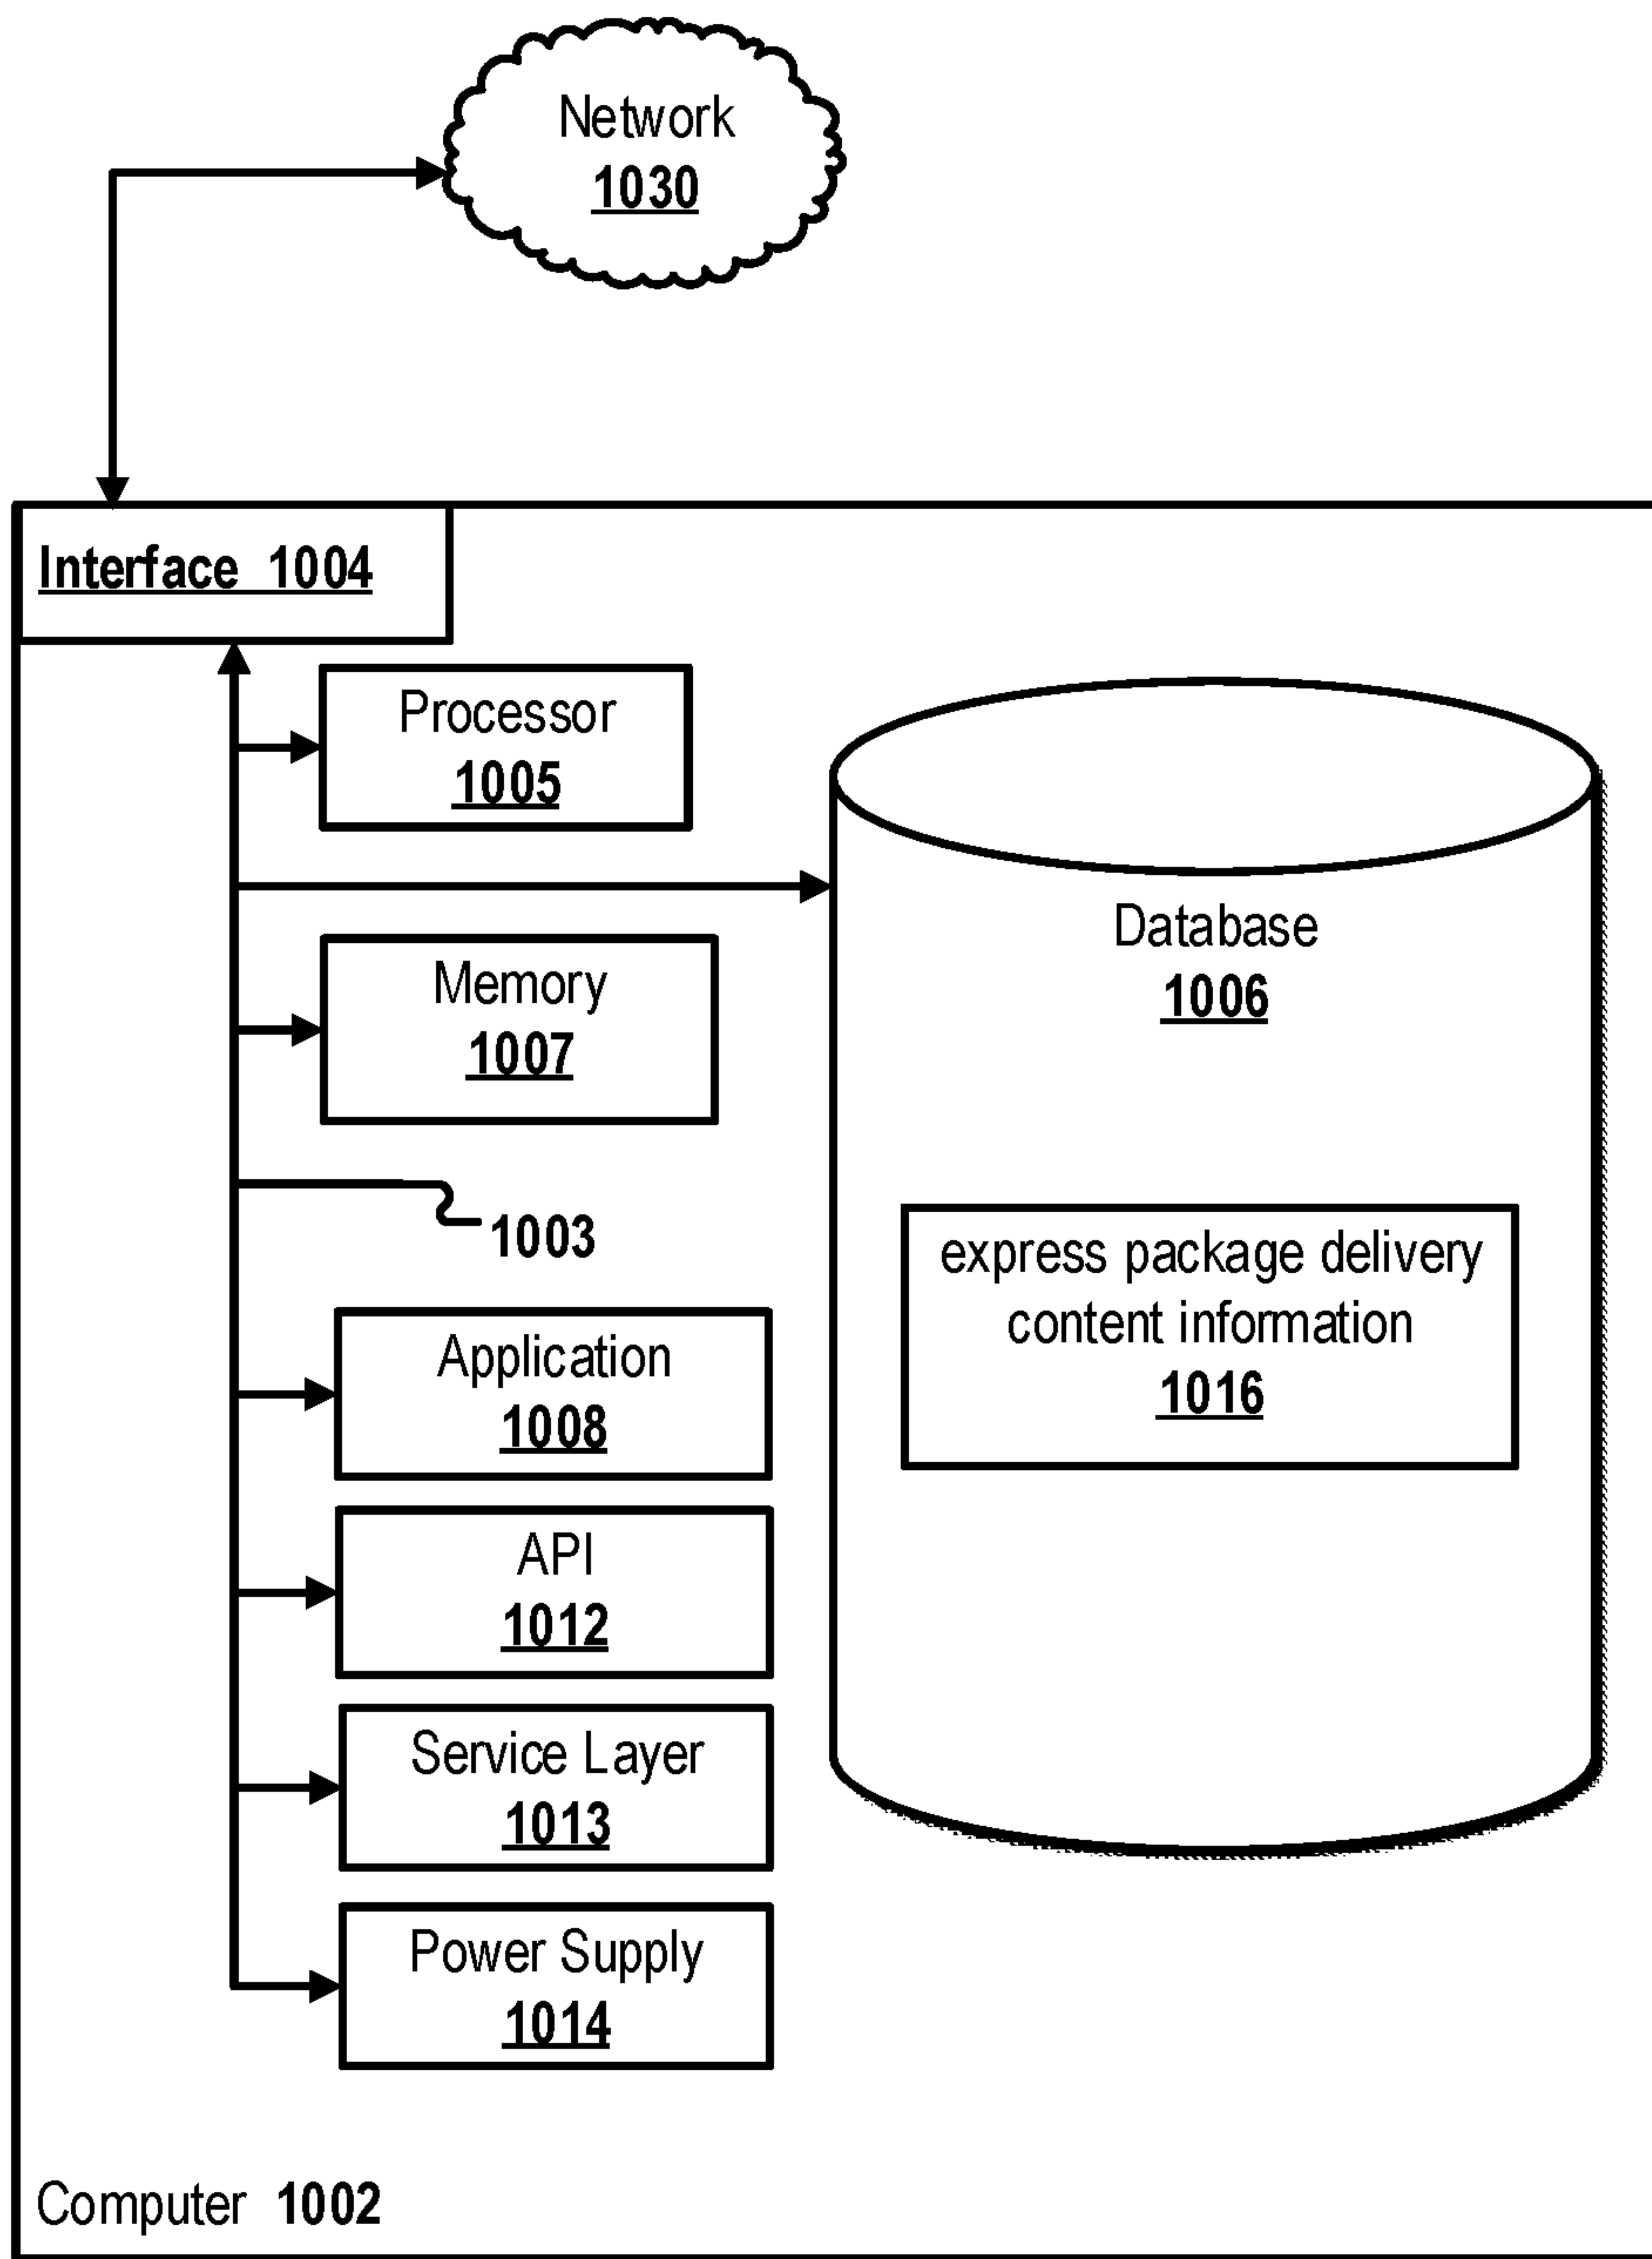 Network
1030
Interface 1004
Processor
1005
Database
1006
Memory
1007
1003
express package delivery
content information
1016
Application
1008
API
1012
Service Layer
1013
Power Supply
1014
Computer 1002